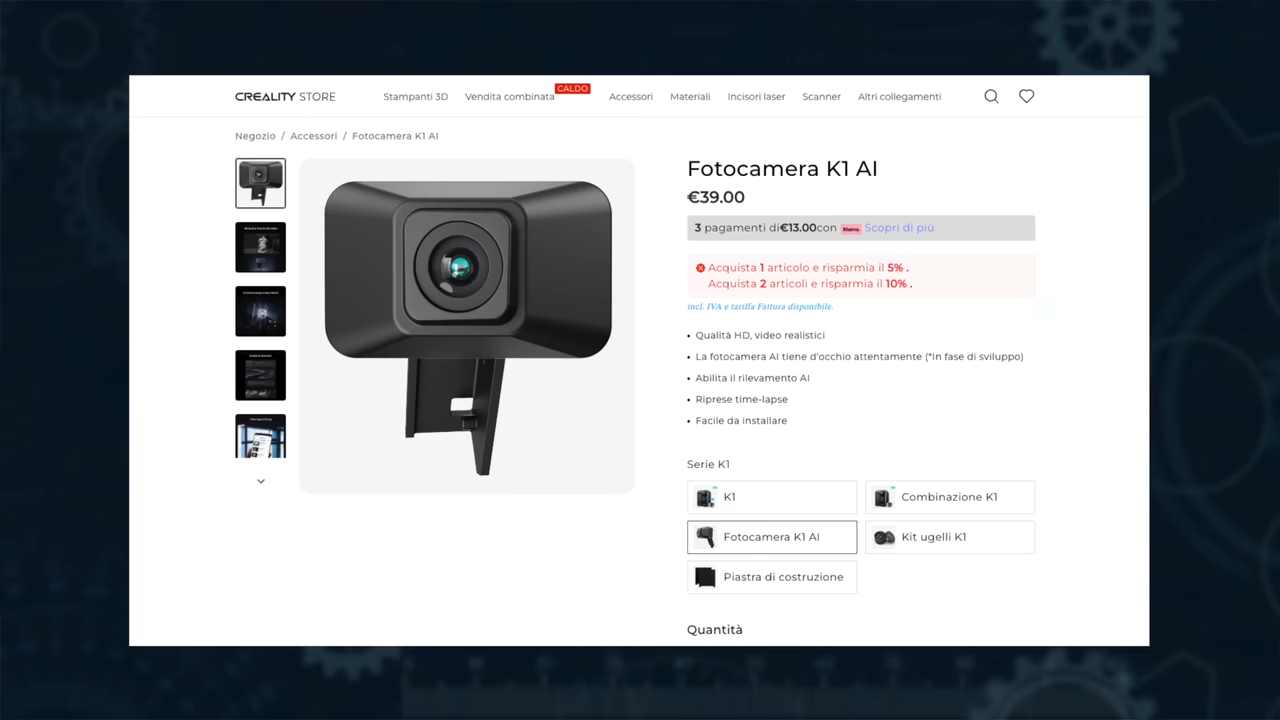 CREALITY STORE
Stampanti 3D
Vendita combinata
CALDO
Accessori
Materiali
Incisori laser
Scanner
Altri collegamenti
Negozio / Accessori / Fotocamera K1 AI
Fotocamera K1 AI
€39.00
3 pagamenti di€13.00con Klarna. Scopri di più
Acquista 1 articolo e risparmia il 5% .
Acquista 2 articoli e risparmia il 10% .
incl. IVA e tariffa Fattura disponibile.
• Qualità HD, video realistici
• La fotocamera AI tiene d'occhio attentamente (*In fase di sviluppo)
• Abilita il rilevamento AI
• Riprese time-lapse
• Facile da installare
Serie K1
K1
Combinazione K1
Fotocamera K1 AI
Kit ugelli K1
Piastra di costruzione
Quantità